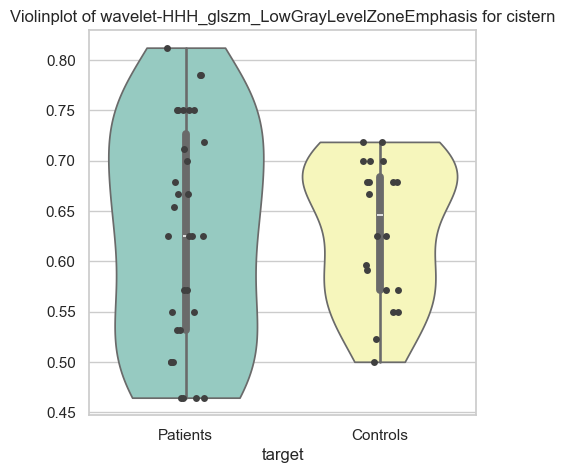 Violinplot of wavelet-HHH_glszm_LowGrayLevelZoneEmphasis for cistern
0.80
0.75
0.70
0.65
0.60
0.55
0.50
0.45
Patients
Controls
target